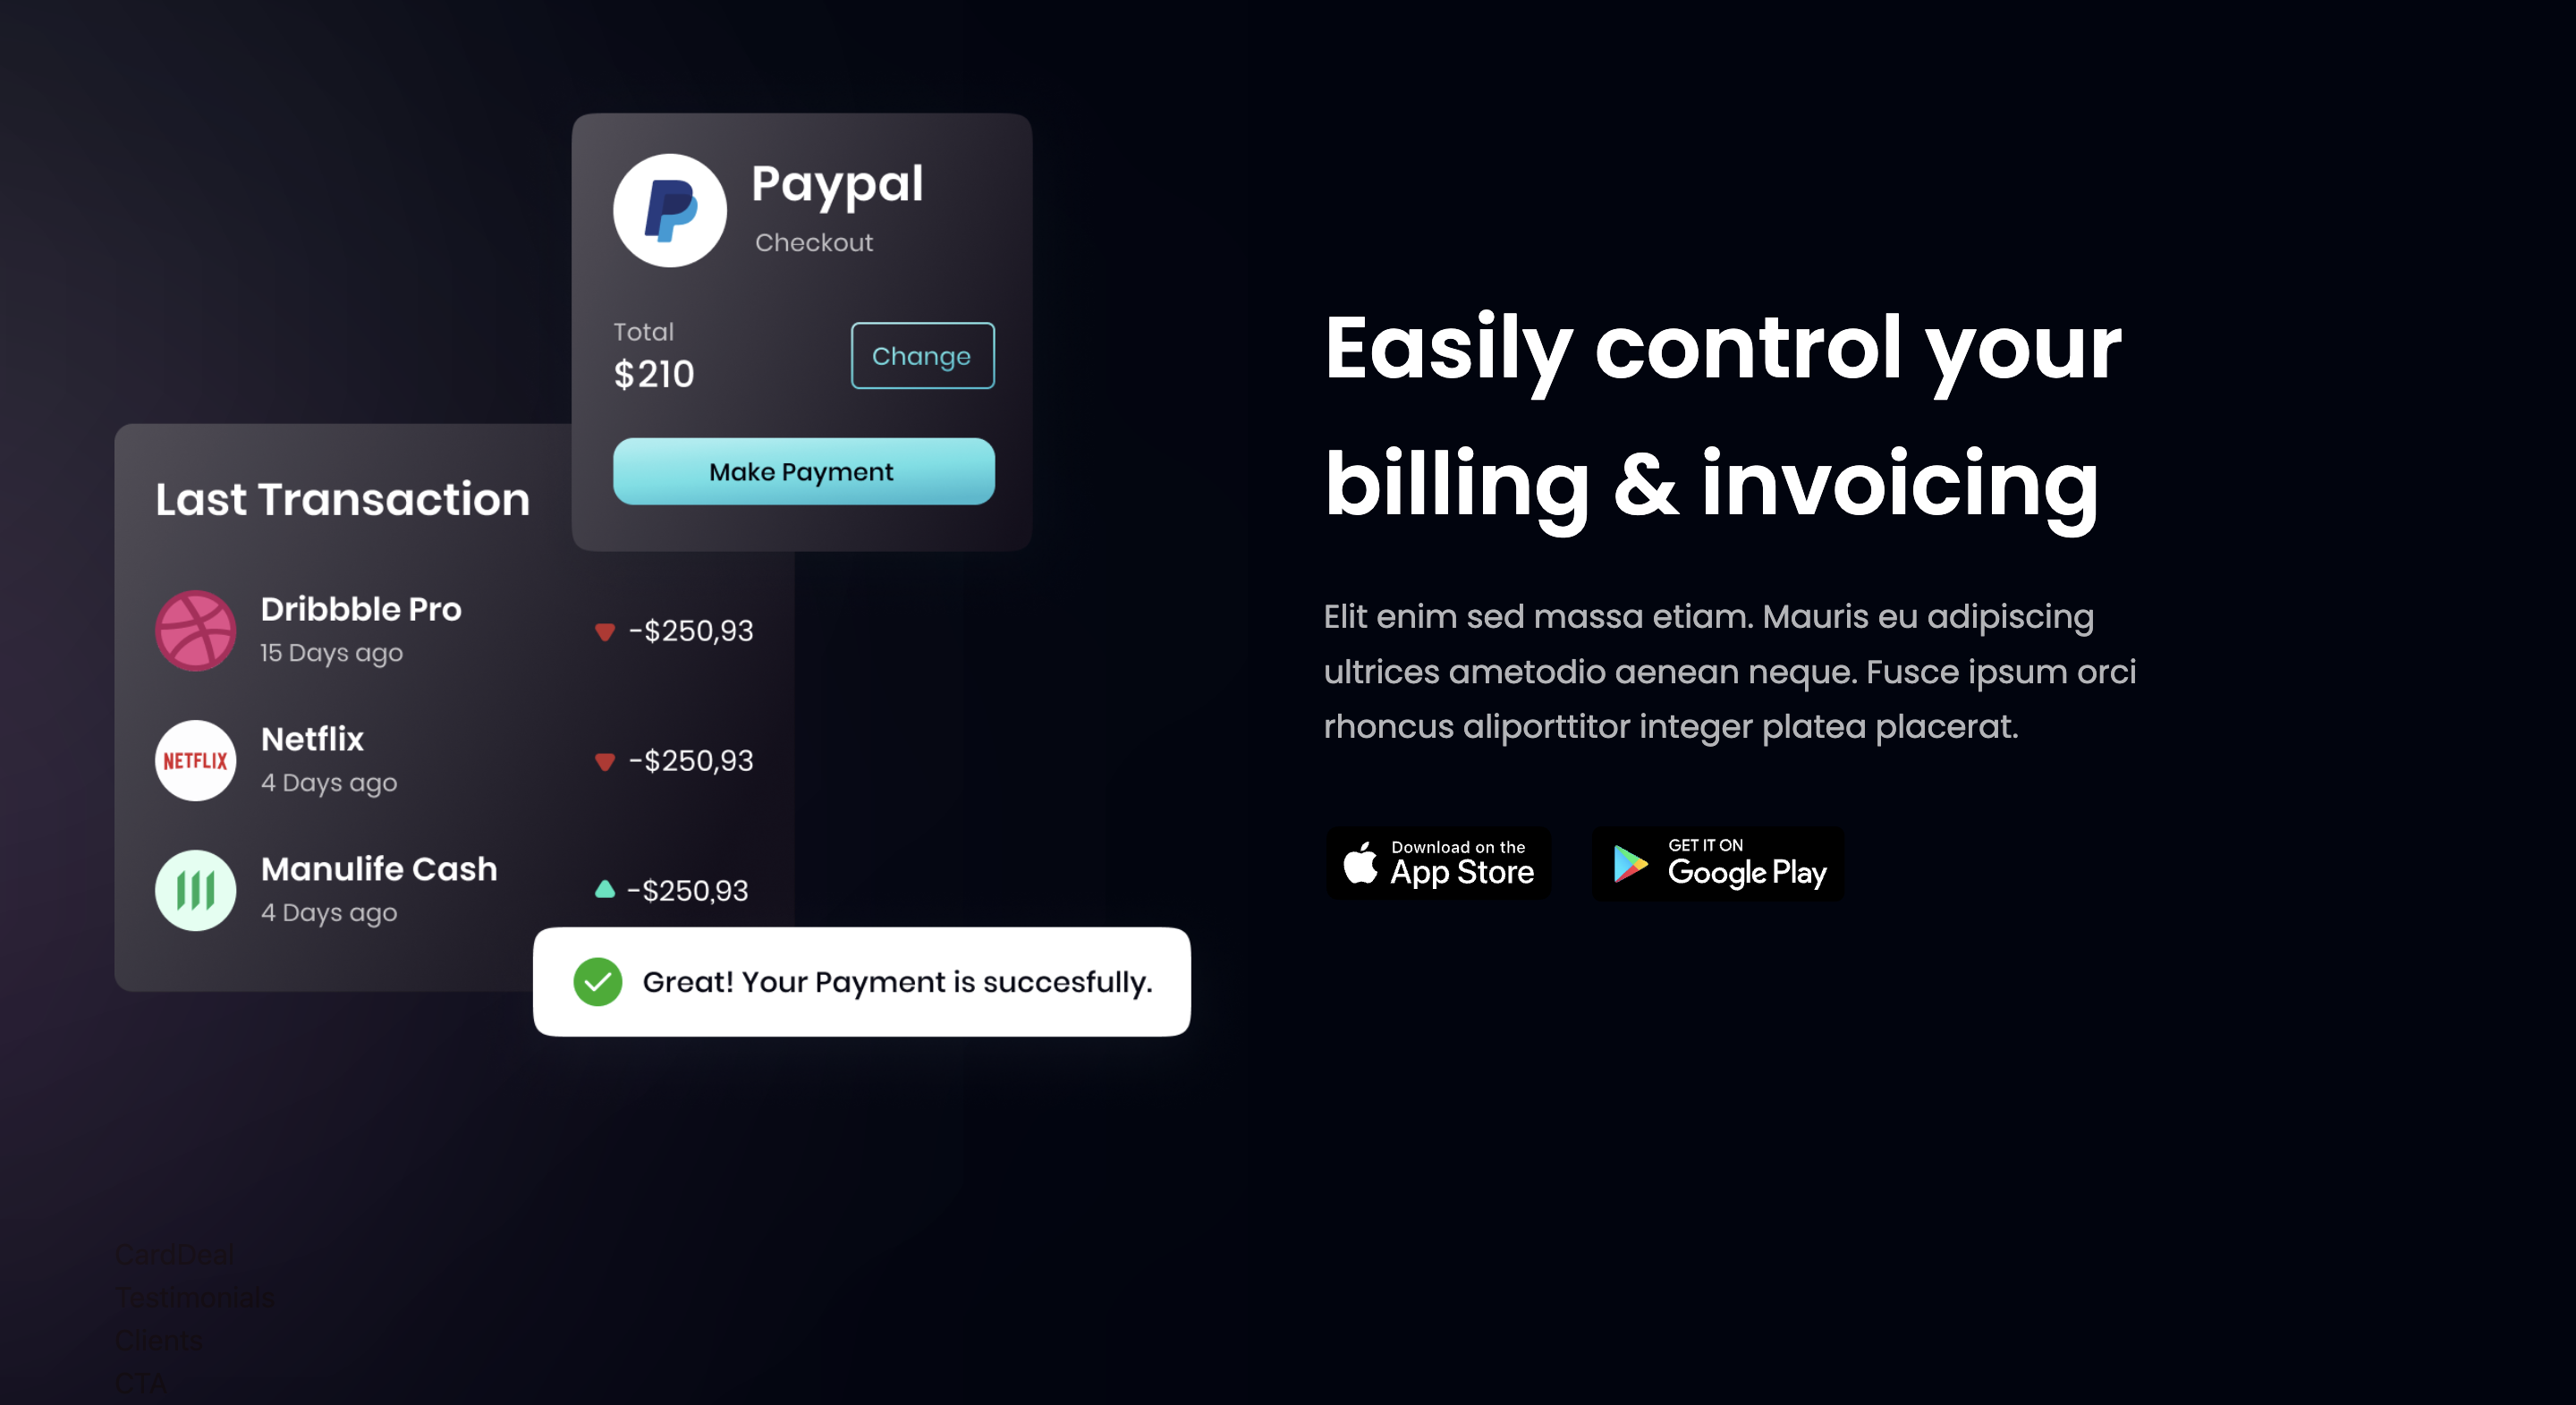 Paypal
Checkout
Total
$210
Change
Make Payment
Last Transaction
Dribbble Pro
15 Days ago
-$250,93
NETFLIX
Netflix
4 Days ago
-$250,93
Manulife Cash
4 Days ago
-$250,93
Great! Your Payment is succesfully.
Easily control your
billing & invoicing
Elit enim sed massa etiam. Mauris eu adipiscing
ultrices ametodio aenean neque. Fusce ipsum orci
rhoncus aliporttitor integer platea placerat.
Download on the
App Store
GET IT ON
Google Play
CardDeal
Testimonials
Clients
CTA